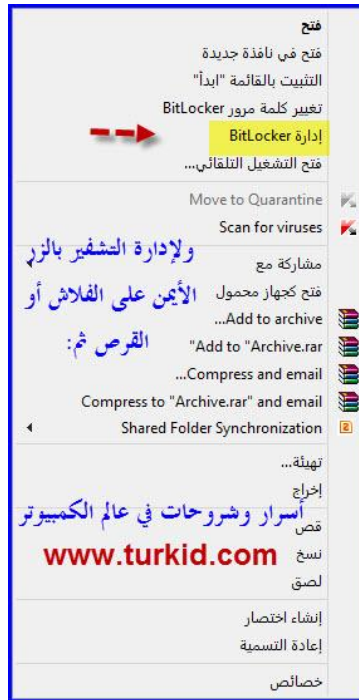 فتح
فتح في نافذة جديدة
التثبيت بالقائمة "ابدأ"
تغيير كلمة مرور BitLocker
إدارة BitLocker
فتح التشغيل التلقائي...
Move to Quarantine
Scan for viruses
ولإدارة التشفير بالزر
مشاركة مع
الأيمن على الفلاش أو
فتح كجهاز محمول
...Add to archive
القرص ثم:
"Add to "Archive.rar
...Compress and email
Compress to "Archive.rar" and email
Shared Folder Synchronization
تهيئة...
إخراج
أسرار وشروحات في عالم الكمبيوتر
قص
www.turkid.com
نسخ
لصق
إنشاء اختصار
إعادة التسمية
خصائص